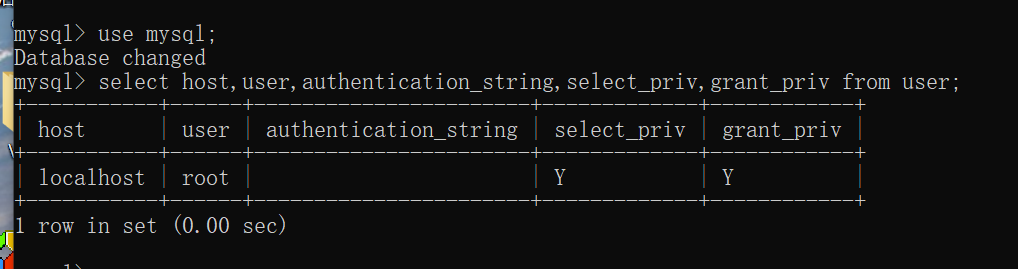 mysql> use mysql;
Database changed
mysql> select host,user,authentication_string,select_priv,grant_priv from user;
+-----------+------+-----------------------+-------------+------------+
| host | user | authentication_string | select_priv | grant_priv |
+-----------+------+-----------------------+-------------+------------+
| localhost | root | | Y | Y |
+-----------+------+-----------------------+-------------+------------+
1 row in set (0.00 sec)